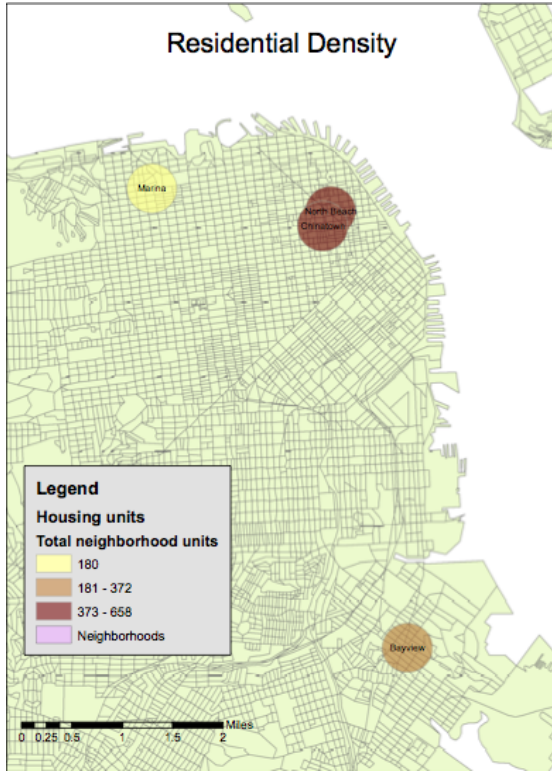 Residential Density
Marina
North Beach
Chinatown
Legend
Housing units
Total neighborhood units
180
181 - 372
373 - 658
Neighborhoods
Bayview
Miles
0 0.25 0.5 1 1.5 2